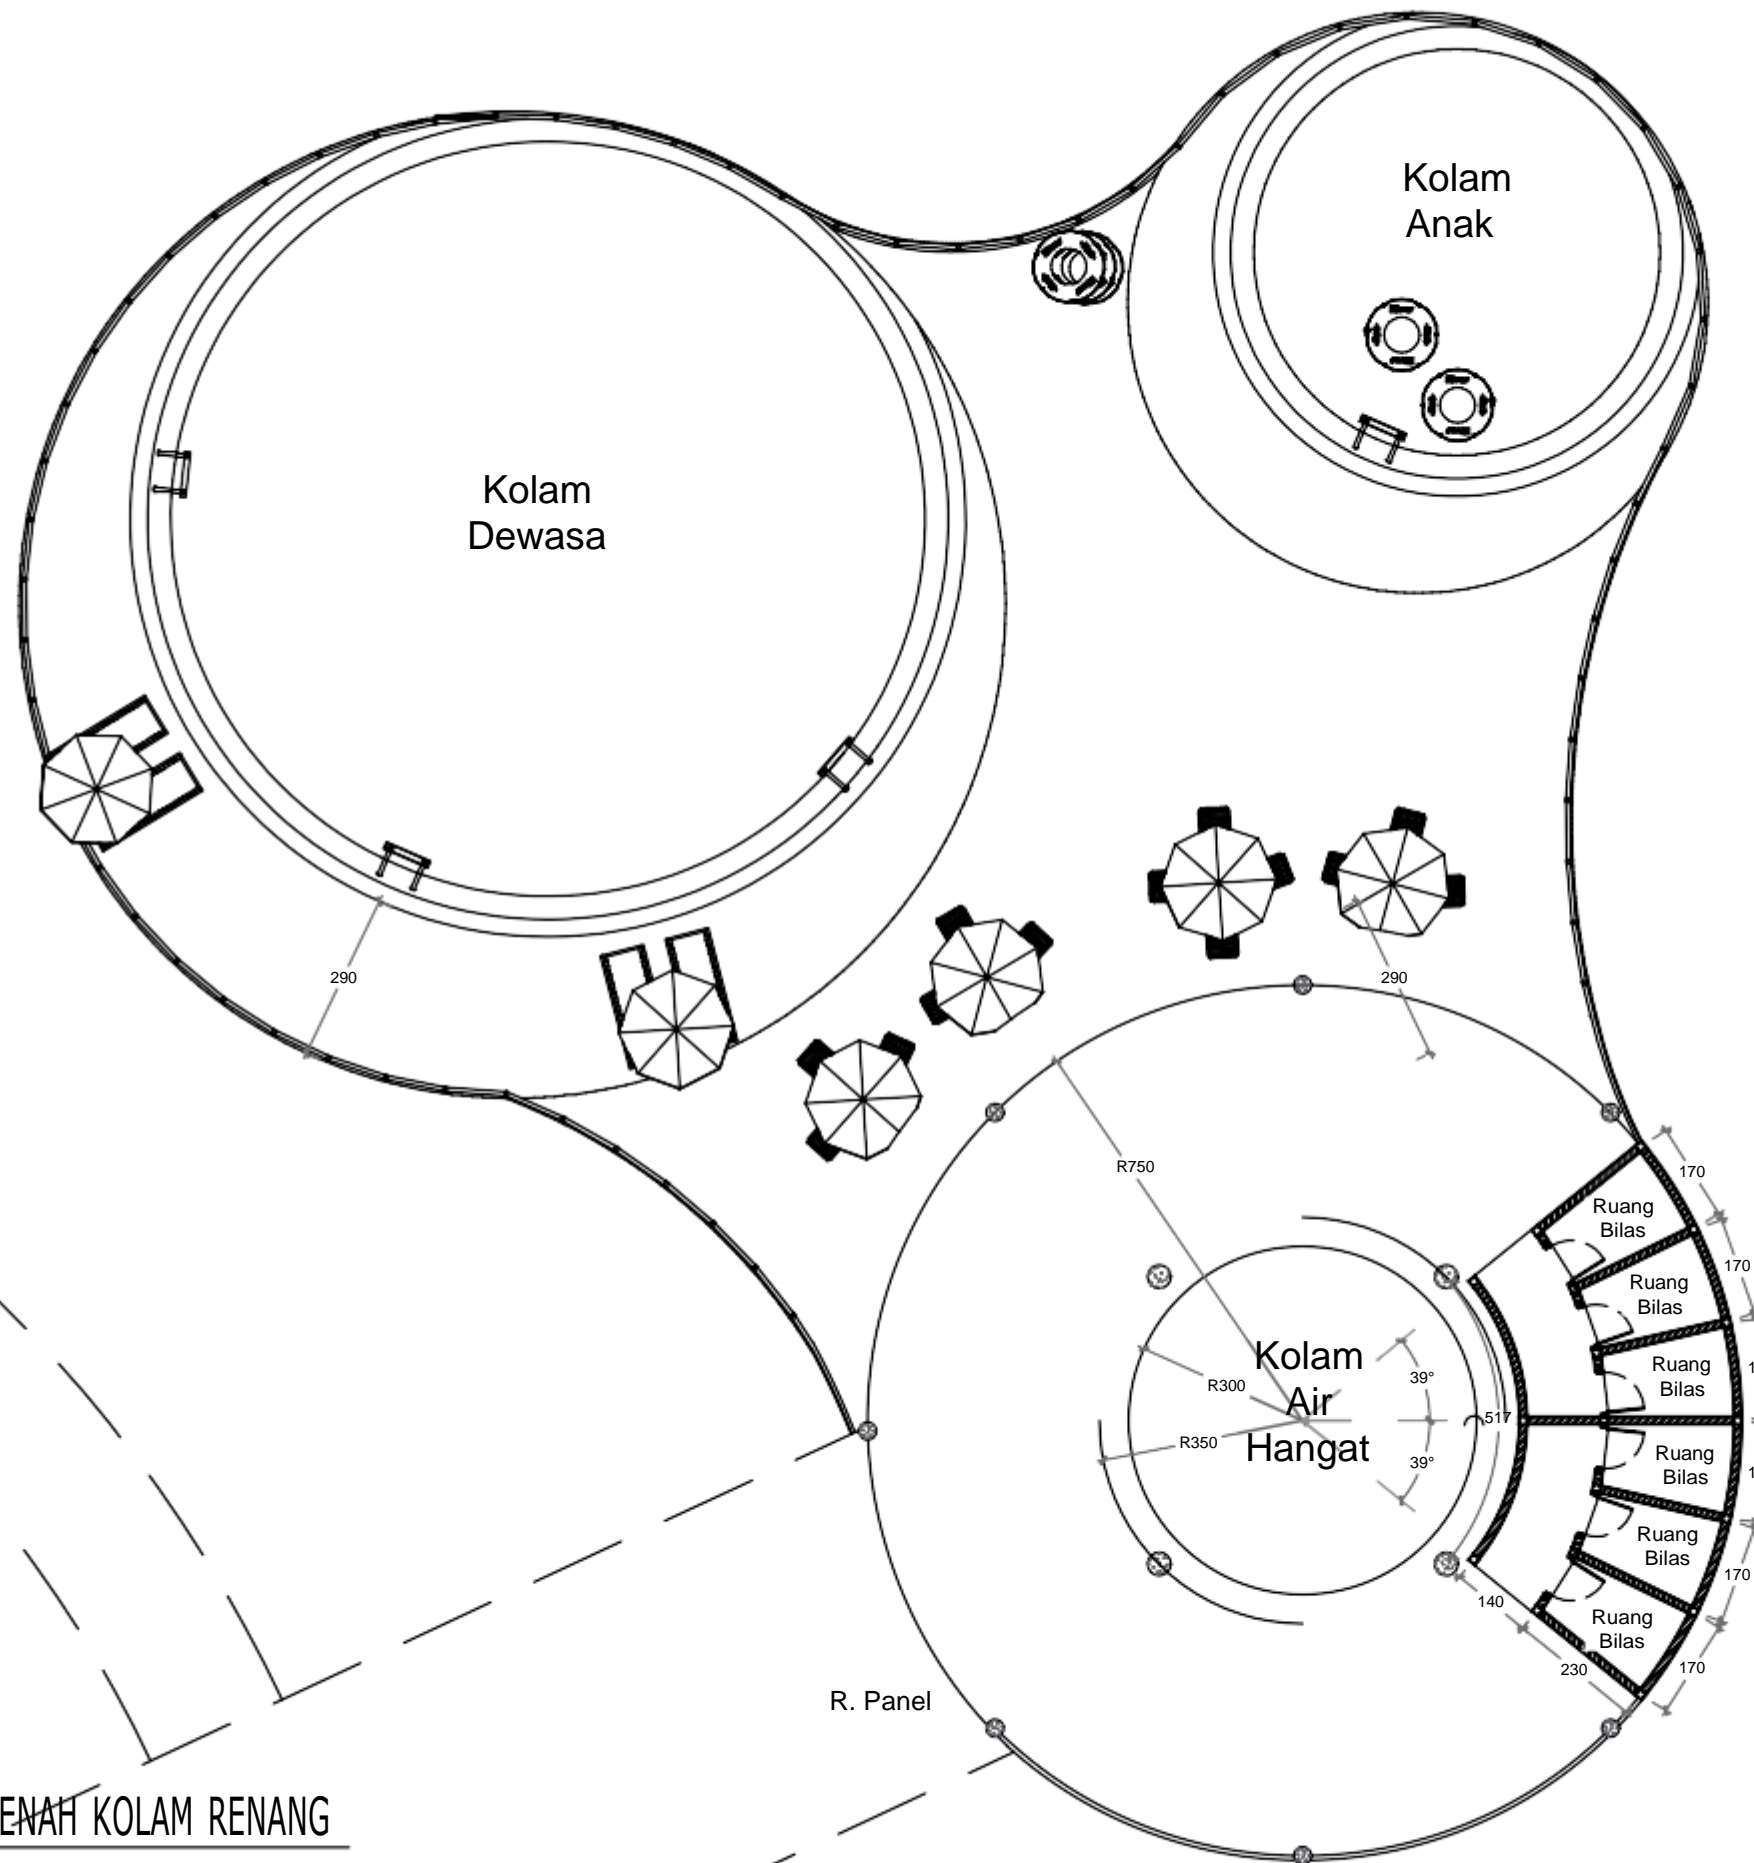 Kolam
Anak
Kolam
Dewasa
290
290
R750
170
Ruang
Bilas
170
Ruang
Bilas
Kolam
Air
Hangat
R300
R350
39°
39°
517
Ruang
Bilas
Ruang
Bilas
Ruang
Bilas
170
140
Ruang
Bilas
230
170
R. Panel
ENAH KOLAM RENANG